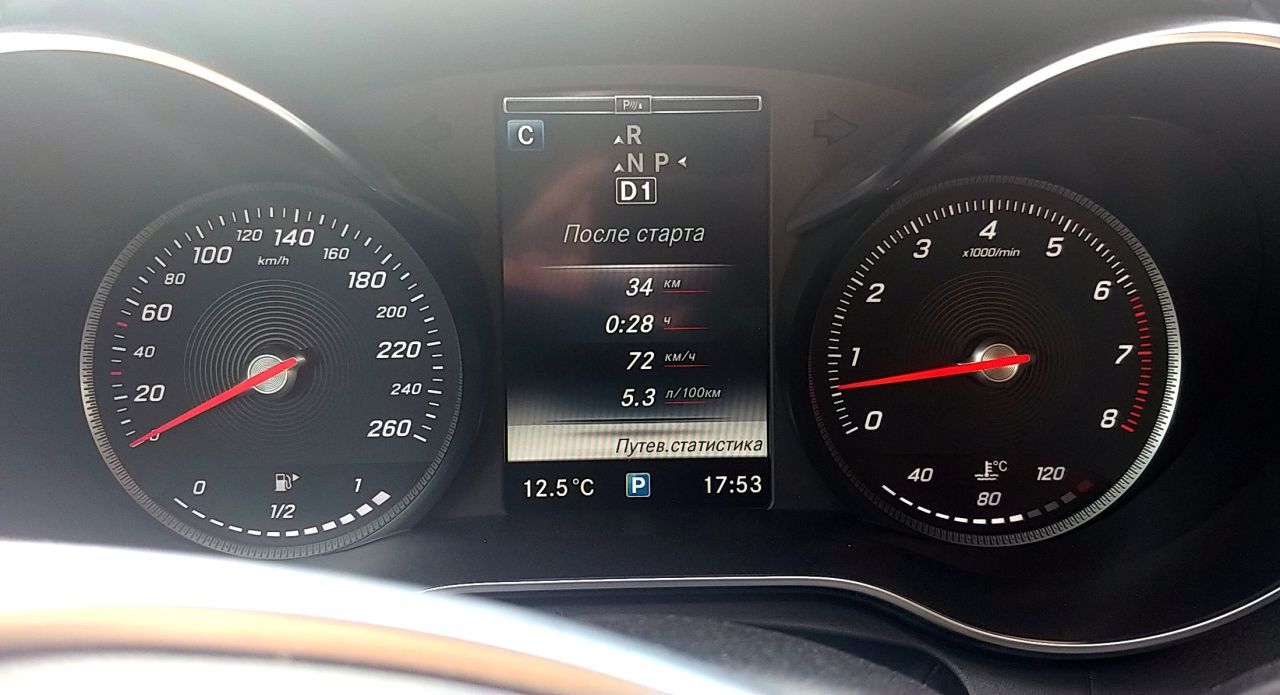 0
20
40
60
80
100
120
140
160
180
200
220
240
260
km/h
0
1/2
1
P
C
R
N P
D1
После старта
34 км
0:28 ч
72 км/ч
5.3 л/100км
Путев.статистика
12.5°C P 17:53
0
1
2
3
4
5
6
7
8
x1000/min
40
80
120
°C